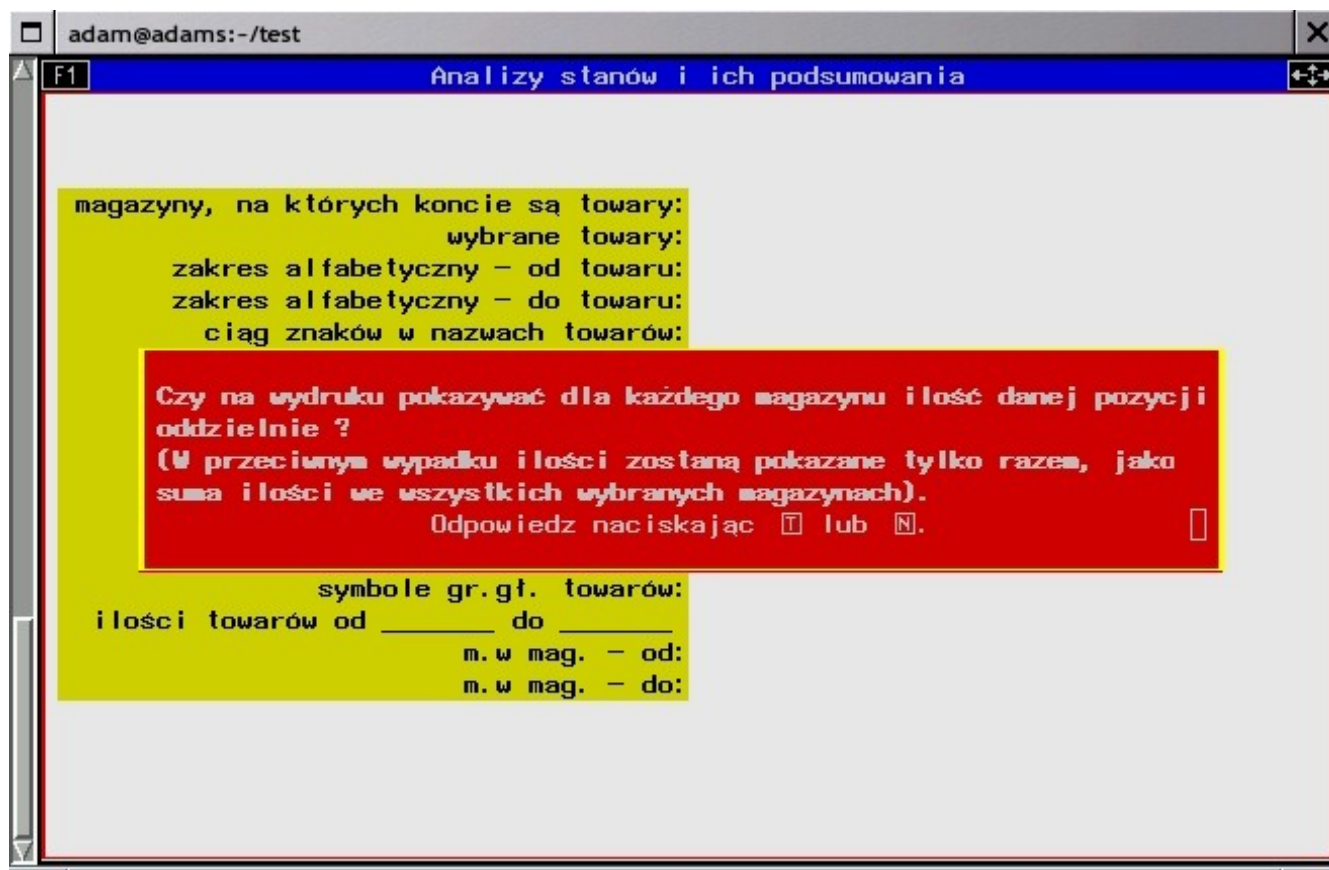 adam@adams:~/test
F1 Analizy stanów i ich podsumowania
magazyny, na których koncie są towary:
wybrane towary:
zakres alfabetyczny – od towaru:
zakres alfabetyczny – do towaru:
ciąg znaków w nazwach towarów:
Czy na wydruku pokazywać dla każdego magazynu ilość danej pozycji
oddzielnie ?
(W przeciwnym wypadku ilości zostaną pokazane tylko razem, jako
suma ilości we wszystkich wybranych magazynach).
Odpowiedz naciskając T lub N.
symbole gr.gł. towarów:
ilości towarów od _______ do _______
m.w mag. – od:
m.w mag. – do: